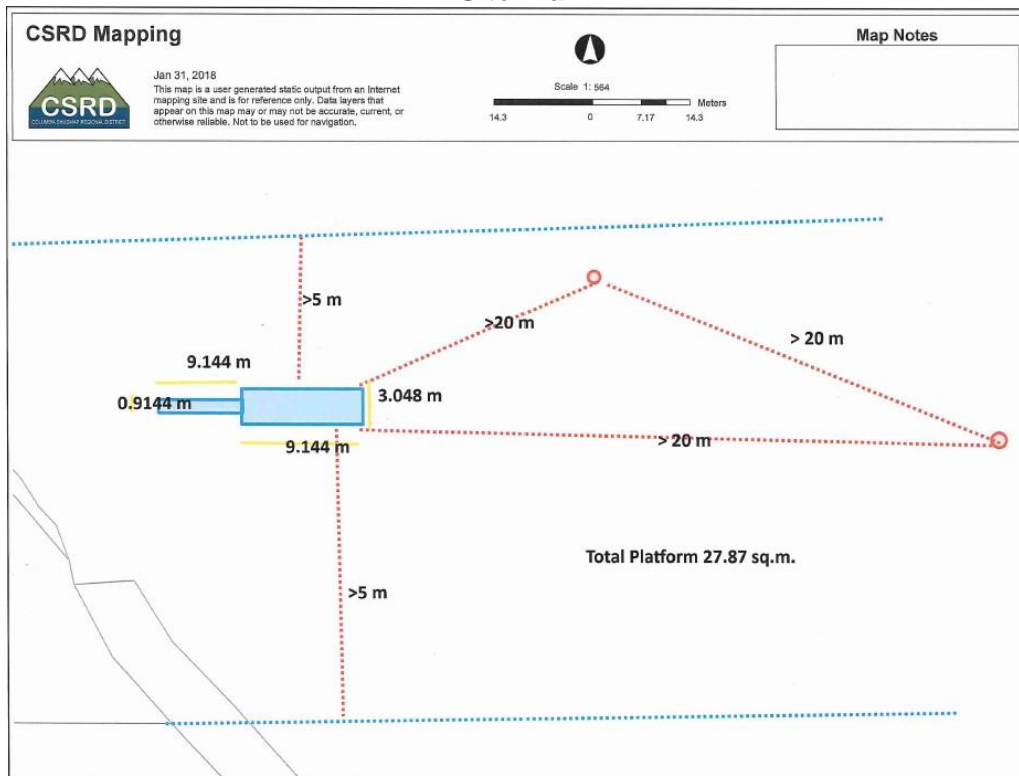 CSRD Mapping
CSRD
COLUMBIA SHUSWAP REGIONAL DISTRICT
Jan 31, 2018
This map is a user generated static output from an Internet
mapping site and is for reference only. Data layers that
appear on this map may or may not be accurate, current, or
otherwise reliable. Not to be used for navigation.
Scale 1: 564
Meters
14.3 0 7.17 14.3
Map Notes
>5 m
>20 m
> 20 m
9.144 m
0.9144 m
3.048 m
9.144 m
> 20 m
Total Platform 27.87 sq.m.
>5 m